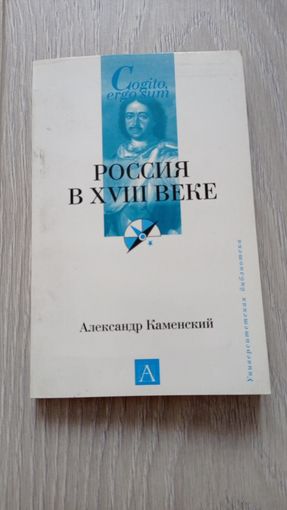 Cogito,
ergo sum
РОССИЯ
В XVIII ВЕКЕ
Александр Каменский
А
Университетская библиотека